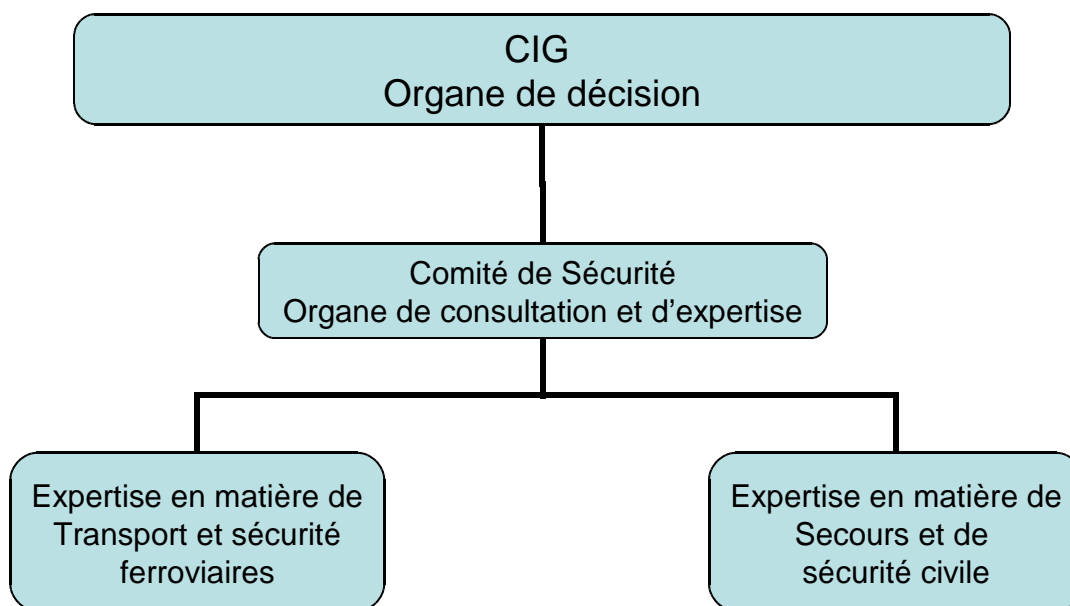 CIG
Organe de décision
Comité de Sécurité
Organe de consultation et d'expertise
Expertise en matière de
Transport et sécurité
ferroviaires
Expertise en matière de
Secours et de
sécurité civile